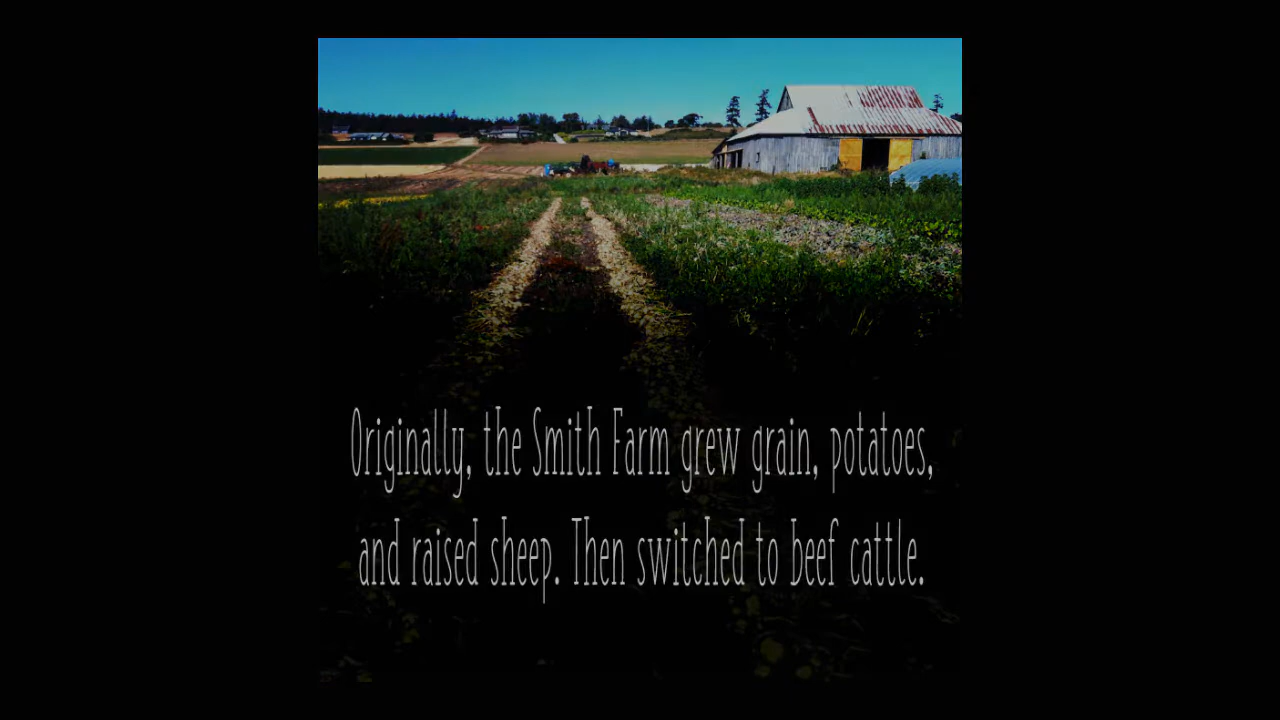 Originally, the Smith Farm grew grain, potatoes,
and raised sheep. Then switched to beef cattle.